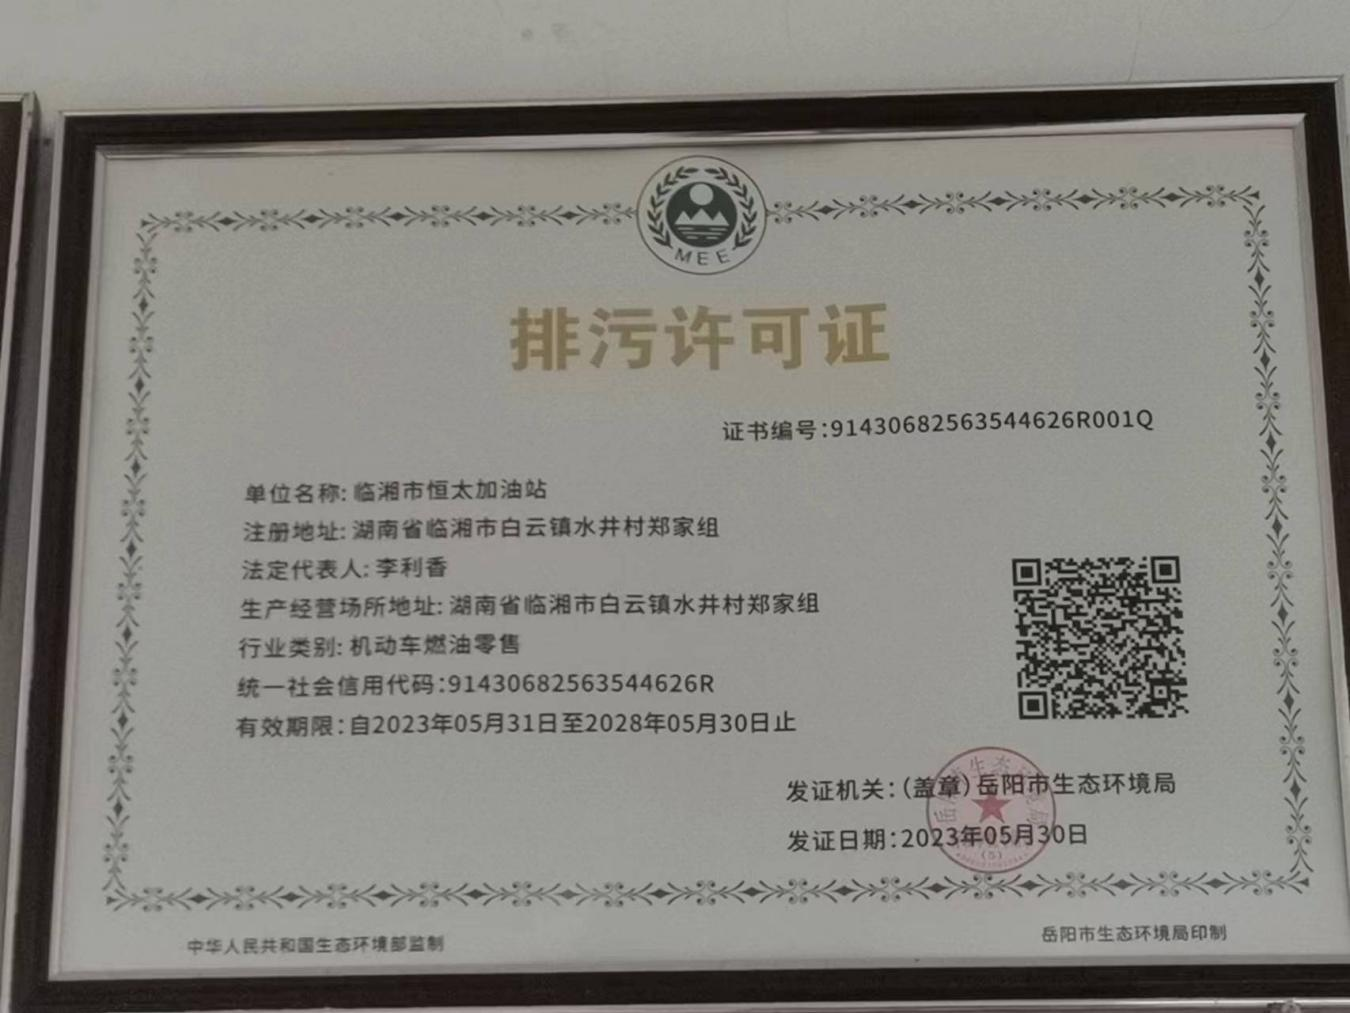 MEE
排污许可证
证书编号:91430682563544626R001Q
单位名称:临湘市恒太加油站
注册地址:湖南省临湘市白云镇水井村郑家组
法定代表人:李利香
生产经营场所地址:湖南省临湘市白云镇水井村郑家组
行业类别:机动车燃油零售
统一社会信用代码:91430682563544626R
有效期限:自2023年05月31日至2028年05月30日止
发证机关:(盖章)岳阳市生态环境局
发证日期:2023年05月30日
(5)
中华人民共和国生态环境部监制
岳阳市生态环境局印制